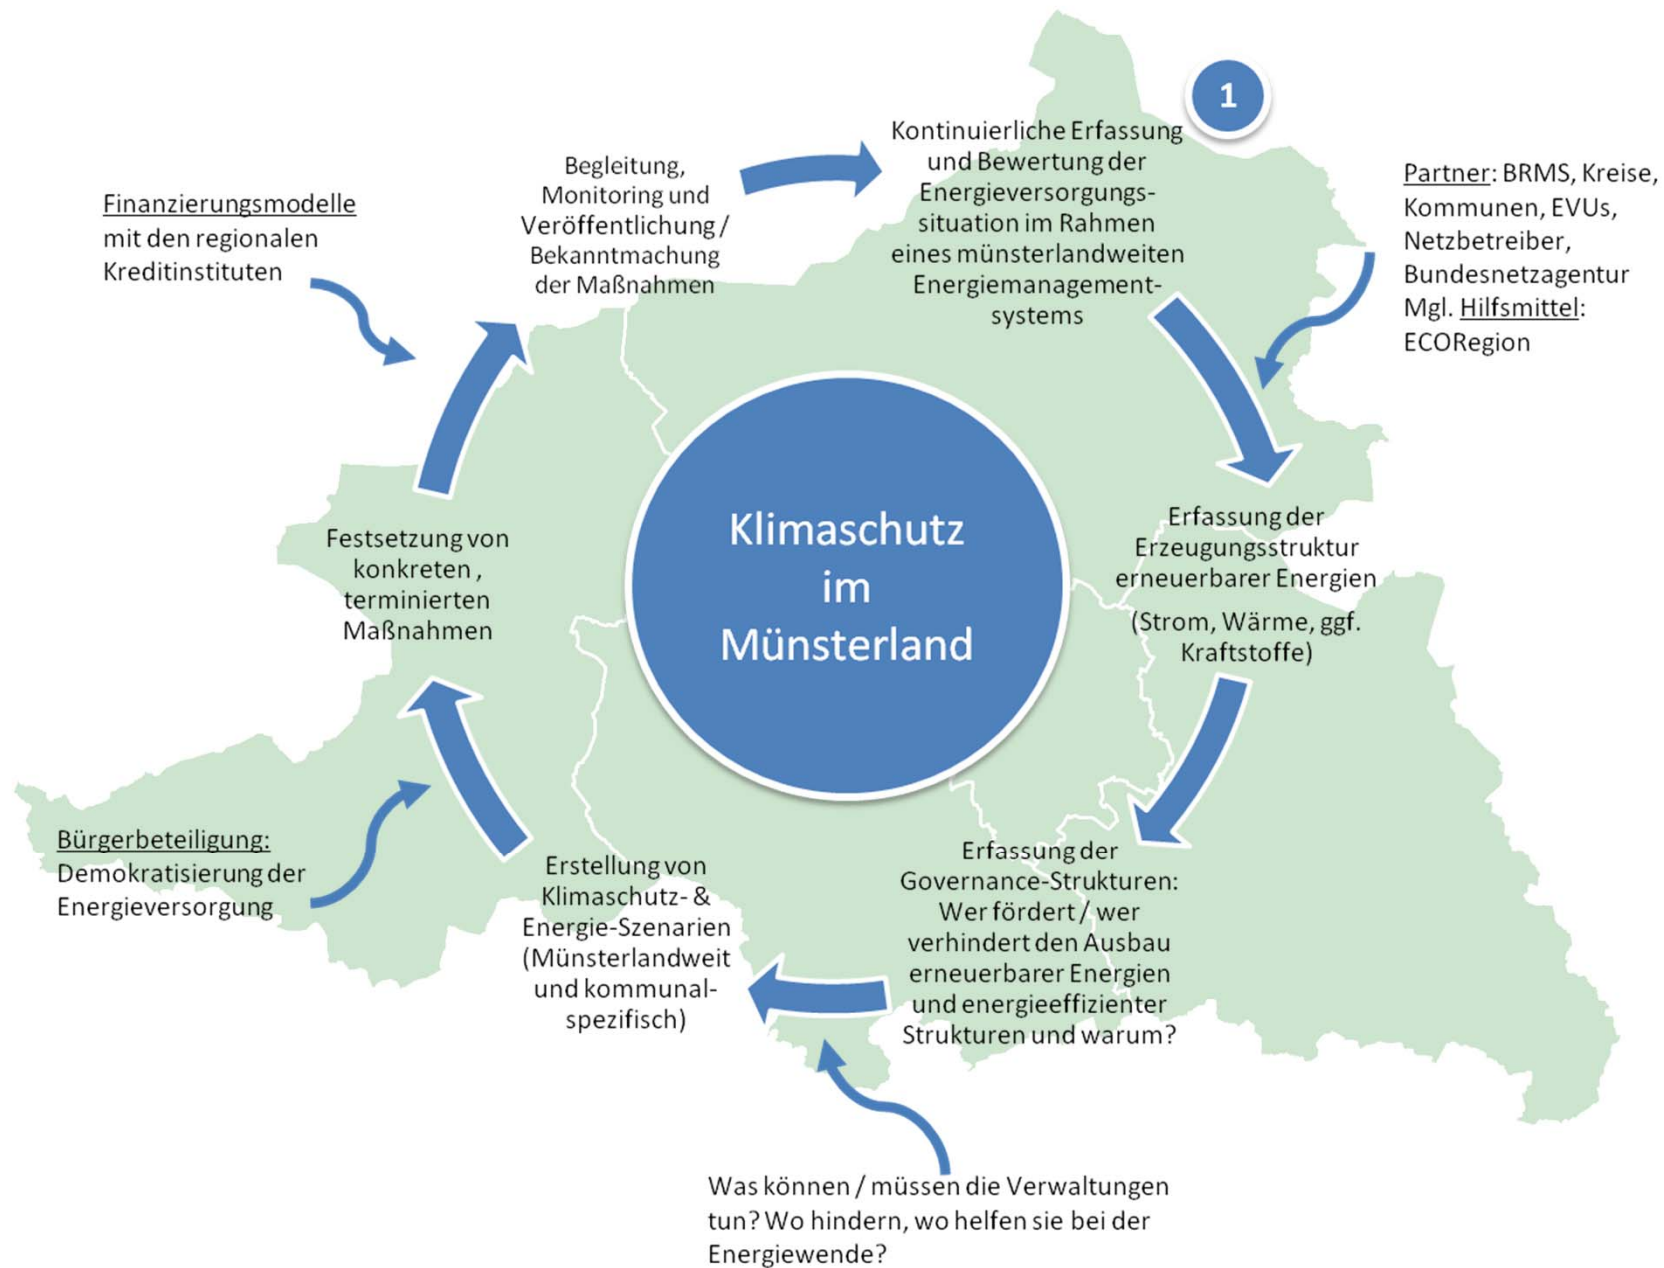 1
Kontinuierliche Erfassung
und Bewertung der
Energieversorgungs-
situation im Rahmen
eines münsterlandweiten
Energiemanagement-
systems
Partner: BRMS, Kreise,
Kommunen, EVUs,
Netzbetreiber,
Bundesnetzagentur
Mgl. Hilfsmittel:
ECORegion
Erfassung der
Erzeugungsstruktur
erneuerbarer Energien
(Strom, Wärme, ggf.
Kraftstoffe)
Erfassung der
Governance-Strukturen:
Wer fördert / wer
verhindert den Ausbau
erneuerbarer Energien
und energieeffizienter
Strukturen und warum?
Was können / müssen die Verwaltungen
tun? Wo hindern, wo helfen sie bei der
Energiewende?
Erstellung von
Klimaschutz- &
Energie-Szenarien
(Münsterlandweit
und kommunal-
spezifisch)
Bürgerbeteiligung:
Demokratisierung der
Energieversorgung
Festsetzung von
konkreten ,
terminierten
Maßnahmen
Finanzierungsmodelle
mit den regionalen
Kreditinstituten
Begleitung,
Monitoring und
Veröffentlichung /
Bekanntmachung
der Maßnahmen
Klimaschutz
im
Münsterland